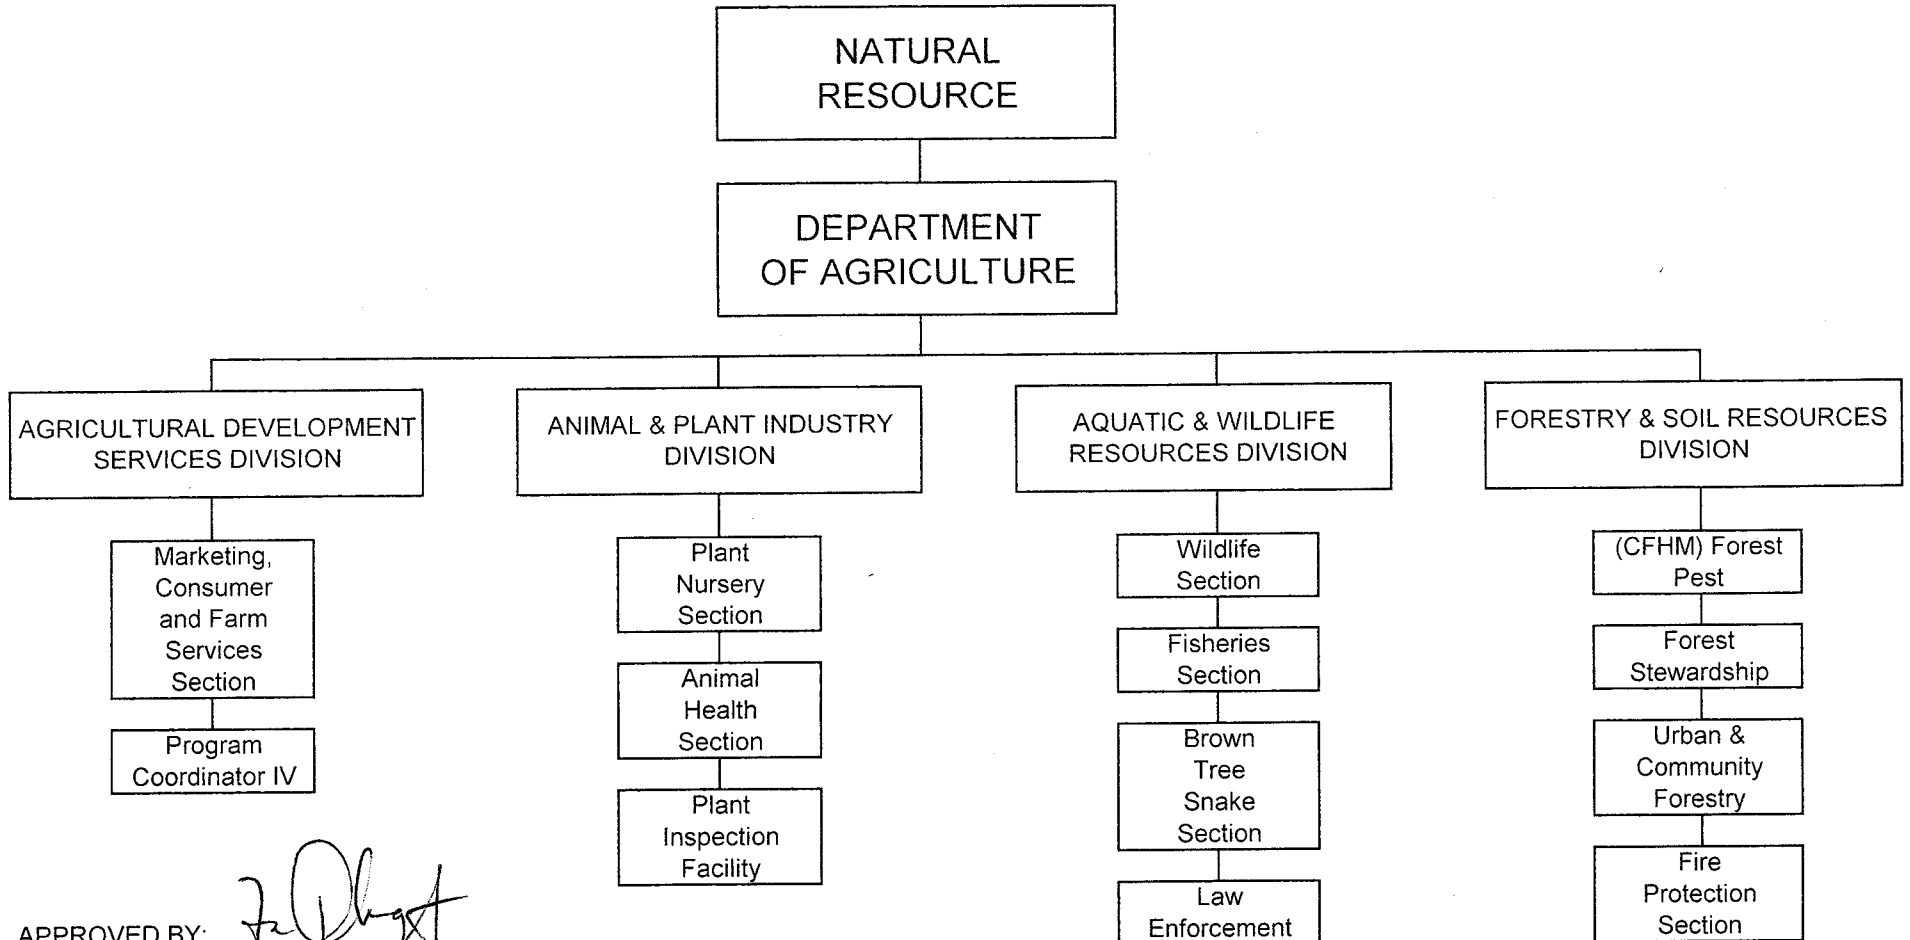 NATURAL
RESOURCE
DEPARTMENT
OF AGRICULTURE
AGRICULTURAL DEVELOPMENT
SERVICES DIVISION
Marketing,
Consumer
and Farm
Services
Section
Program
Coordinator IV
ANIMAL & PLANT INDUSTRY
DIVISION
Plant
Nursery
Section
Animal
Health
Section
Plant
Inspection
Facility
AQUATIC & WILDLIFE
RESOURCES DIVISION
Wildlife
Section
Fisheries
Section
Brown
Tree
Snake
Section
Law
Enforcement
FORESTRY & SOIL RESOURCES
DIVISION
(CFHM) Forest
Pest
Forest
Stewardship
Urban &
Community
Forestry
Fire
Protection
Section
APPROVED BY: